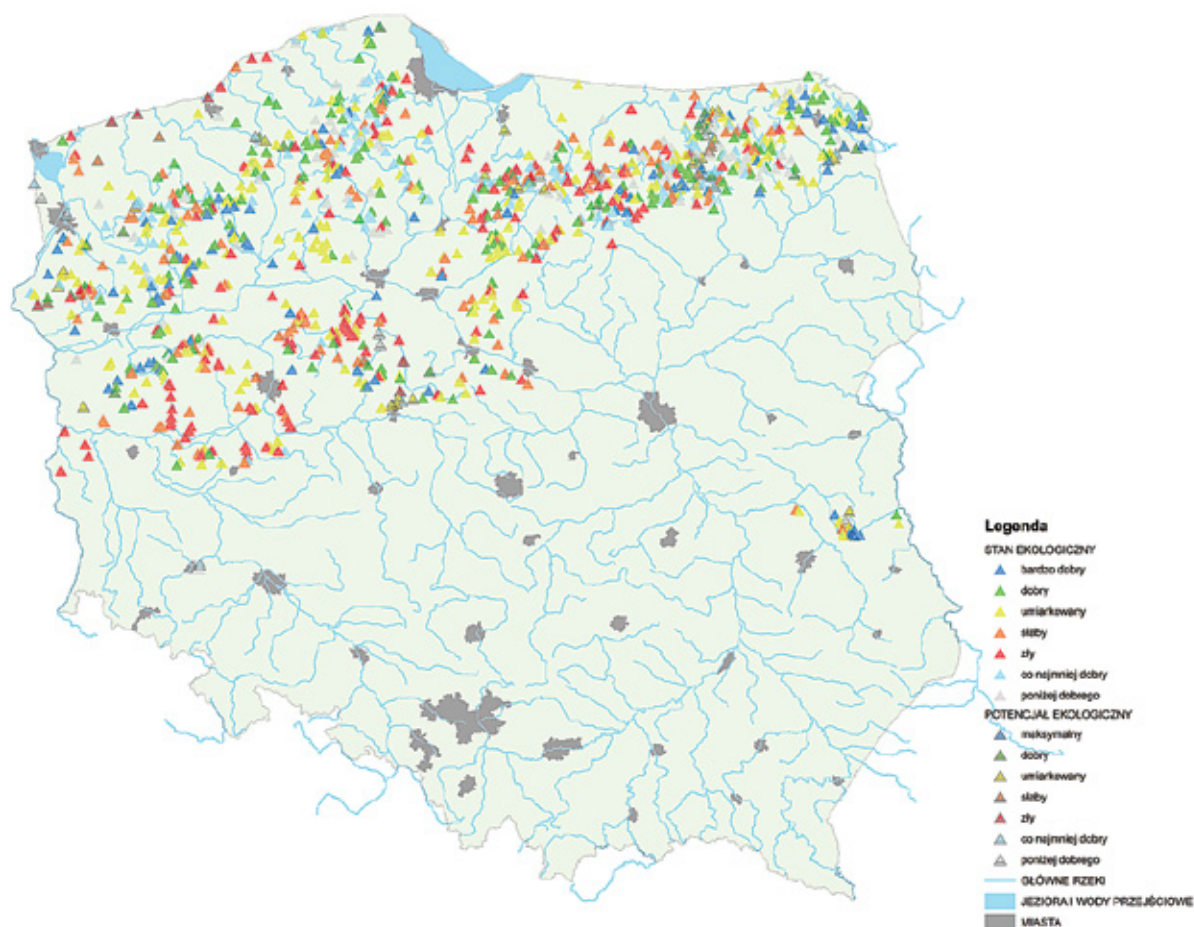 Legenda
STAN EKOLOGICZNY
bardzo dobry
dobry
umiarkowany
słaby
zły
co najmniej dobry
poniżej dobrego
POTENCJAŁ EKOLOGICZNY
maksymalny
dobry
umiarkowany
słaby
zły
co najmniej dobry
poniżej dobrego
GŁÓWNE RZEKI
JEZIORA I WODY PRZEJŚCIOWE
MIASTA